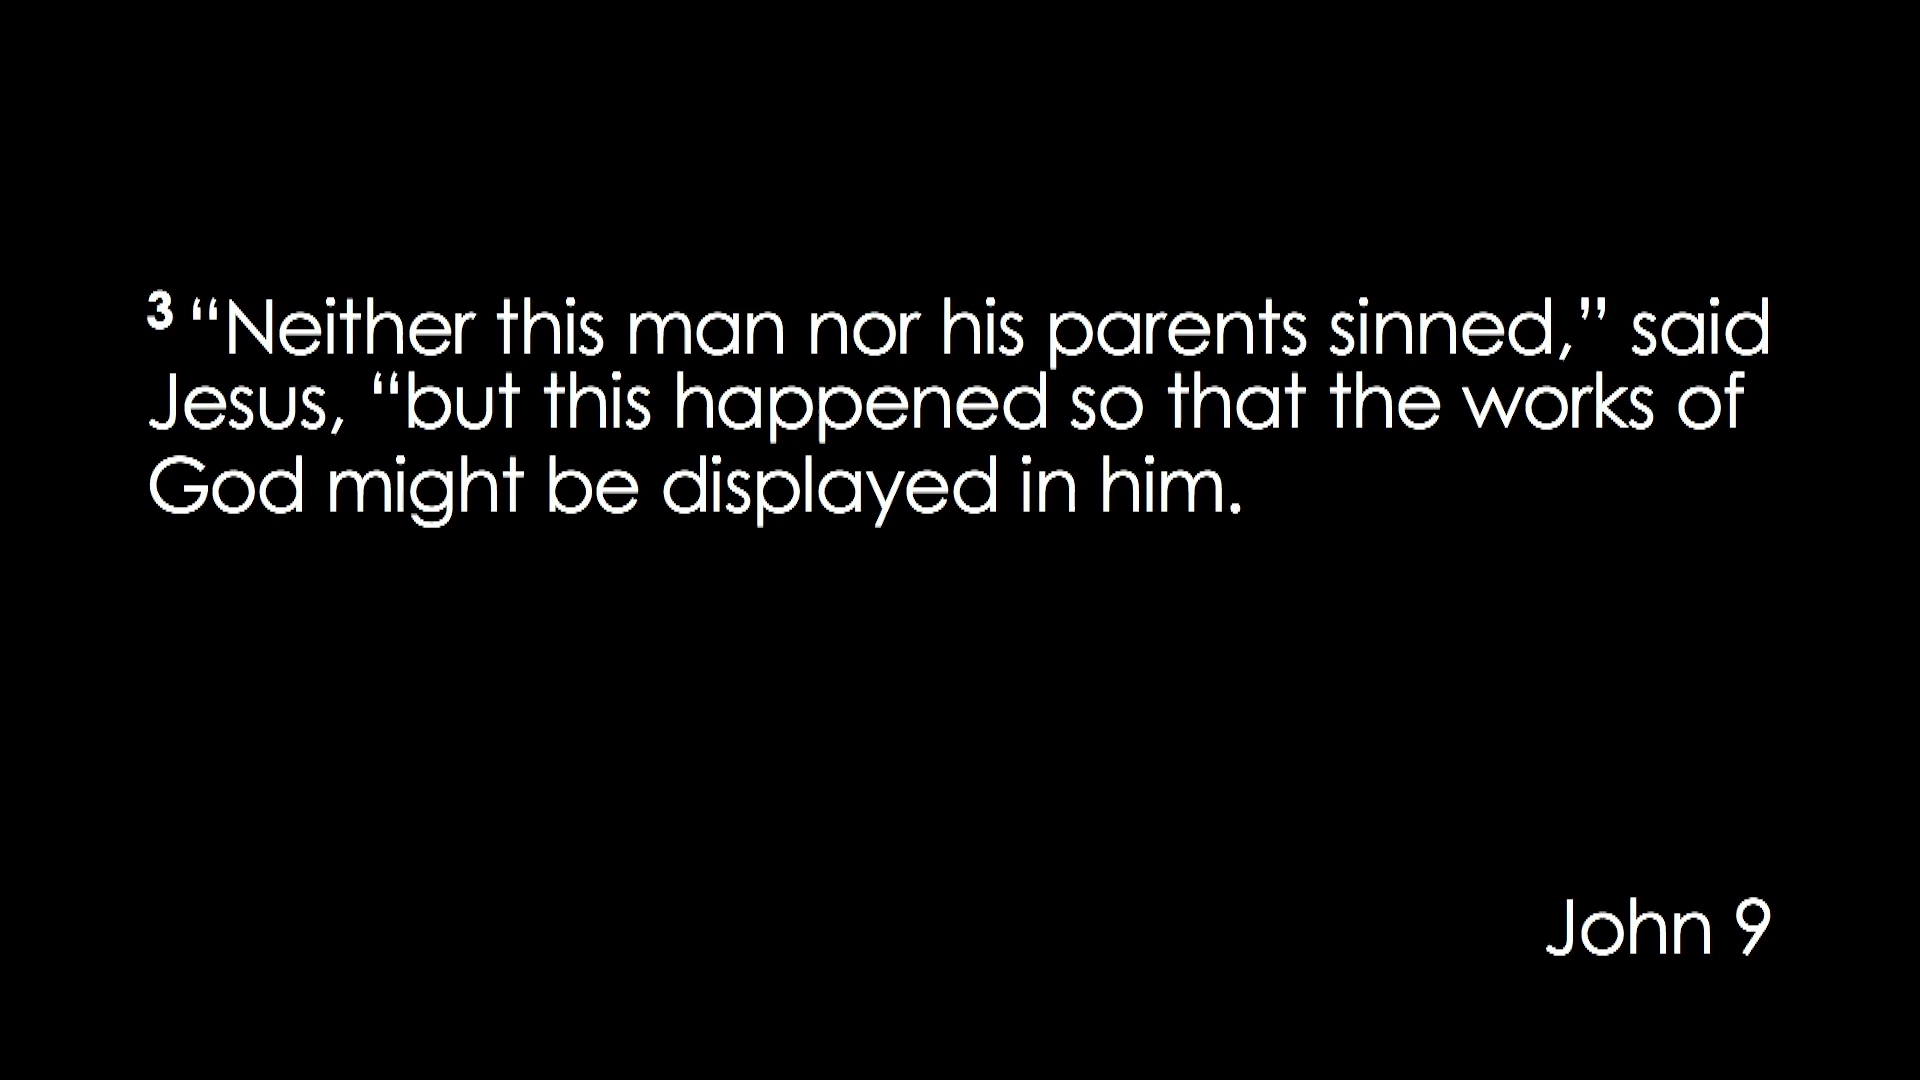 3 “Neither this man nor his parents sinned,” said
Jesus, “but this happened so that the works of
God might be displayed in him.
John 9